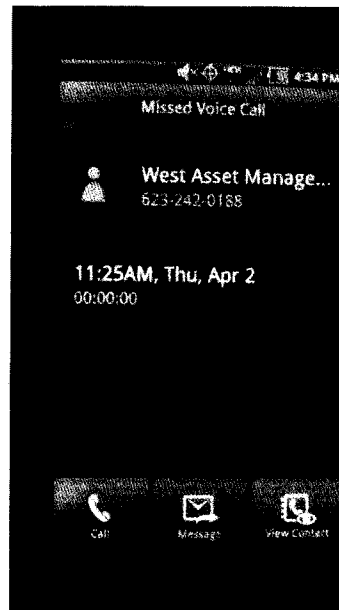 4:34 PM
Missed Voice Call
West Asset Manage...
623-242-0188
11:25AM, Thu, Apr 2
00:00:00
Call
Message
View Contact